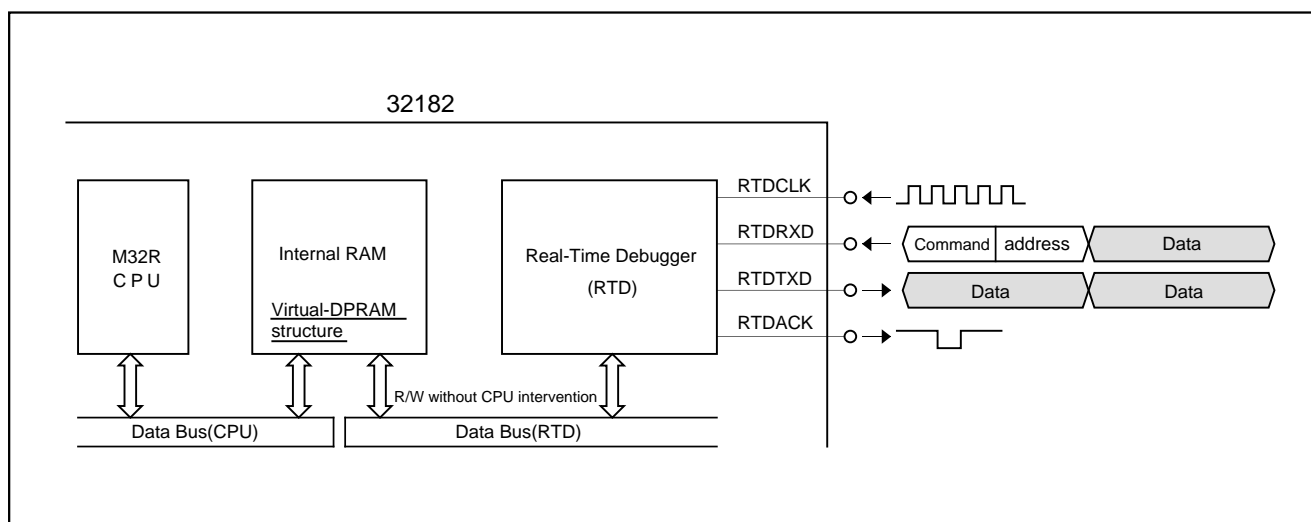 32182
M32R
C P U
Internal RAM
Virtual-DPRAM
structure
Real-Time Debugger
(RTD)
RTDCLK
RTDRXD
RTDTXD
RTDACK
Command
address
Data
Data
Data
R/W without CPU intervention
Data Bus(CPU)
Data Bus(RTD)